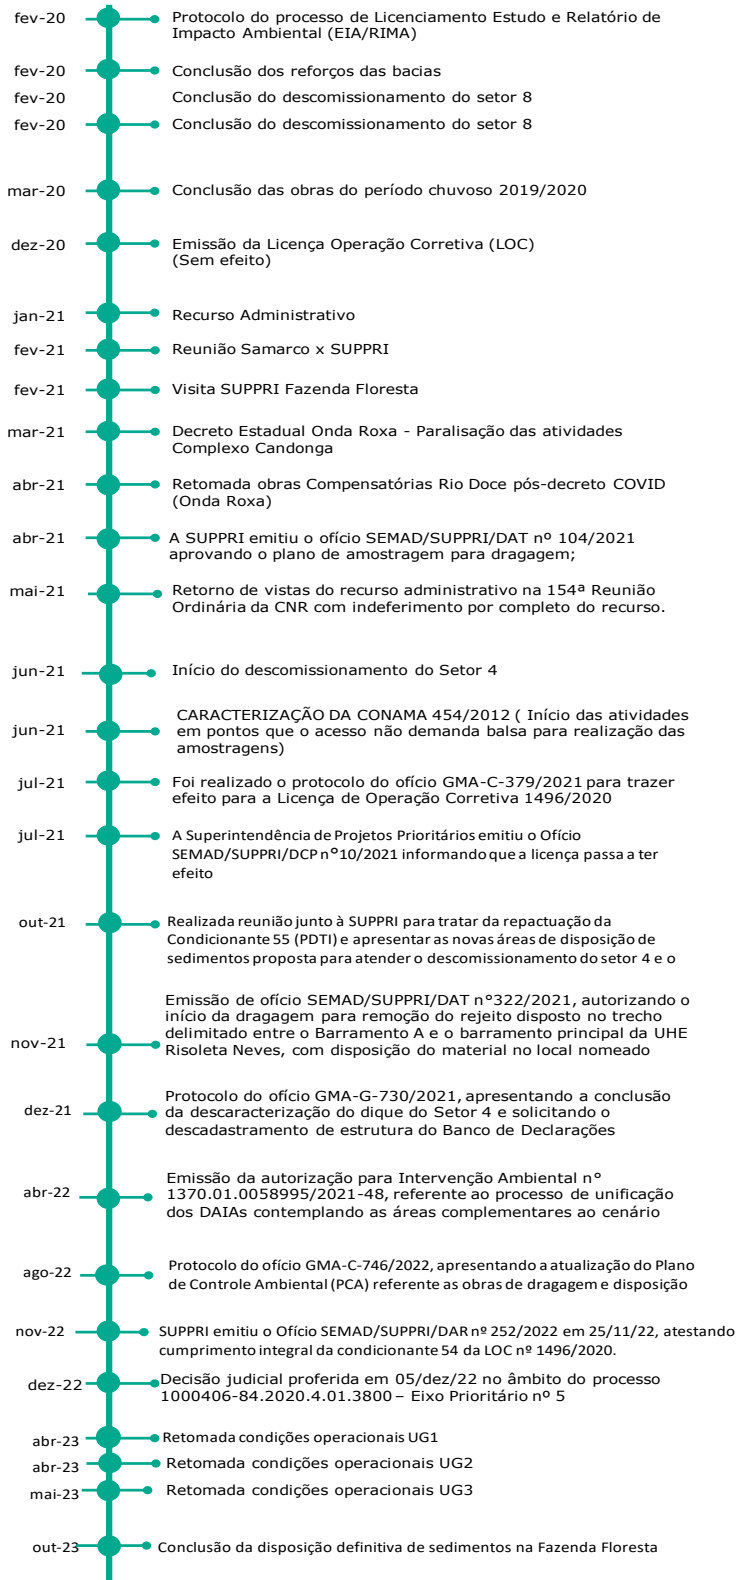 fev-20 Protocolo do processo de Licenciamento Estudo e Relatório de
Impacto Ambiental (EIA/RIMA)
fev-20 Conclusão dos reforços das bacias
fev-20 Conclusão do descomissionamento do setor 8
fev-20 Conclusão do descomissionamento do setor 8
mar-20 Conclusão das obras do período chuvoso 2019/2020
dez-20 Emissão da Licença Operação Corretiva (LOC)
(Sem efeito)
jan-21 Recurso Administrativo
fev-21 Reunião Samarco x SUPPRI
fev-21 Visita SUPPRI Fazenda Floresta
mar-21 Decreto Estadual Onda Roxa - Paralisação das atividades
Complexo Candonga
abr-21 Retomada obras Compensatórias Rio Doce pós-decreto COVID
(Onda Roxa)
abr-21 A SUPPRI emitiu o ofício SEMAD/SUPPRI/DAT nº 104/2021
aprovando o plano de amostragem para dragagem;
mai-21 Retorno de vistas do recurso administrativo na 154ª Reunião
Ordinária da CNR com indeferimento por completo do recurso.
jun-21 Início do descomissionamento do Setor 4
jun-21 CARACTERIZAÇÃO DA CONAMA 454/2012 ( Início das atividades
em pontos que o acesso não demanda balsa para realização das
amostragens)
jul-21 Foi realizado o protocolo do ofício GMA-C-379/2021 para trazer
efeito para a Licença de Operação Corretiva 1496/2020
jul-21 A Superintendência de Projetos Prioritários emitiu o Ofício
SEMAD/SUPPRI/DCP n°10/2021 informando que a licença passa a ter
efeito
out-21 Realizada reunião junto à SUPPRI para tratar da repactuação da
Condicionante 55 (PDTI) e apresentar as novas áreas de disposição de
sedimentos proposta para atender o descomissionamento do setor 4 e o
Emissão de ofício SEMAD/SUPPRI/DAT n°322/2021, autorizando o
início da dragagem para remoção do rejeito disposto no trecho
delimitado entre o Barramento A e o barramento principal da UHE
nov-21 Risoleta Neves, com disposição do material no local nomeado
Protocolo do ofício GMA-G-730/2021, apresentando a conclusão
dez-21 da descaracterização do dique do Setor 4 e solicitando o
descadastramento de estrutura do Banco de Declarações
Emissão da autorização para Intervenção Ambiental n°
abr-22 1370.01.0058995/2021-48, referente ao processo de unificação
dos DAIAs contemplando as áreas complementares ao cenário
ago-22 Protocolo do ofício GMA-C-746/2022, apresentando a atualização do Plano
de Controle Ambiental (PCA) referente as obras de dragagem e disposição
nov-22 SUPPRI emitiu o Ofício SEMAD/SUPPRI/DAR nº 252/2022 em 25/11/22, atestando
cumprimento integral da condicionante 54 da LOC nº 1496/2020.
dez-22 Decisão judicial proferida em 05/dez/22 no âmbito do processo
1000406-84.2020.4.01.3800 – Eixo Prioritário nº 5
abr-23 Retomada condições operacionais UG1
abr-23 Retomada condições operacionais UG2
mai-23 Retomada condições operacionais UG3
out-23 Conclusão da disposição definitiva de sedimentos na Fazenda Floresta